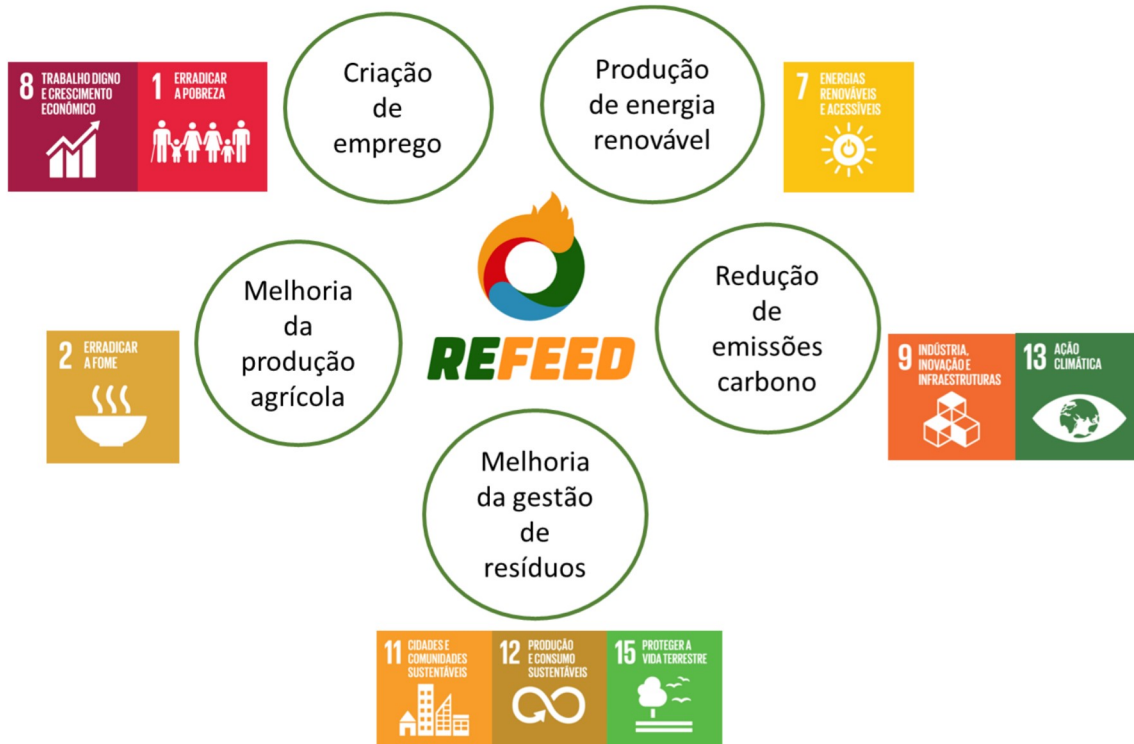 8 TRABALHO DIGNO
E CRESCIMENTO
ECONÔMICO
1 ERRADICAR
A POBREZA
Criação
de
emprego
Produção
de energia
renovável
7 ENERGIAS
RENOVÁVEIS
E ACESSÍVEIS
Melhoria
da
produção
agrícola
2 ERRADICAR
A FOME
REFEED
Redução
de
emissões
carbono
9 INDÚSTRIA,
INOVAÇÃO E
INFRAESTRUTURAS
13 AÇÃO
CLIMÁTICA
Melhoria
da gestão
de
resíduos
11 CIDADES E
COMUNIDADES
SUSTENTÁVEIS
12 PRODUÇÃO
E CONSUMO
SUSTENTÁVEIS
15 PROTEGER A
VIDA TERRESTRE